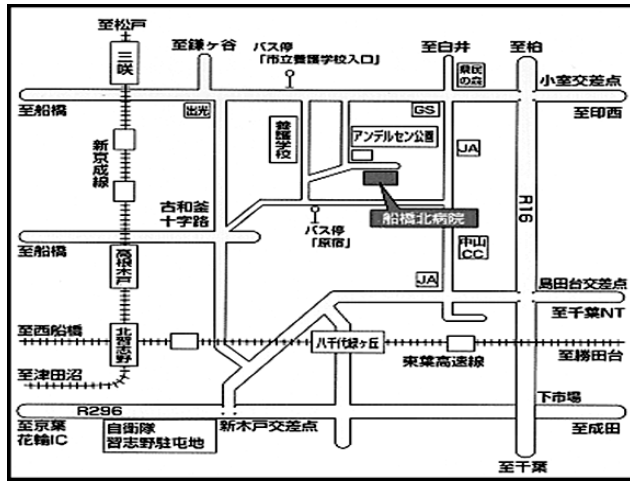 至松戸
三咲
至鎌ヶ谷
バス停
「市立養護学校入口」
至白井
県民
の森
至柏
小室交差点
至船橋
出光
養護学校
GS
アンデルセン公園
JA
至印西
新京成線
古和釜
十字路
バス停
「原宿」
船橋北病院
R16
至船橋
高根木戸
中山
CC
JA
島田台交差点
至千葉NT
至西船橋
北習志野
八千代緑ヶ丘
東葉高速線
至勝田台
至津田沼
R296
下市場
至京葉
花輪IC
自衛隊
習志野駐屯地
新木戸交差点
至成田
至千葉